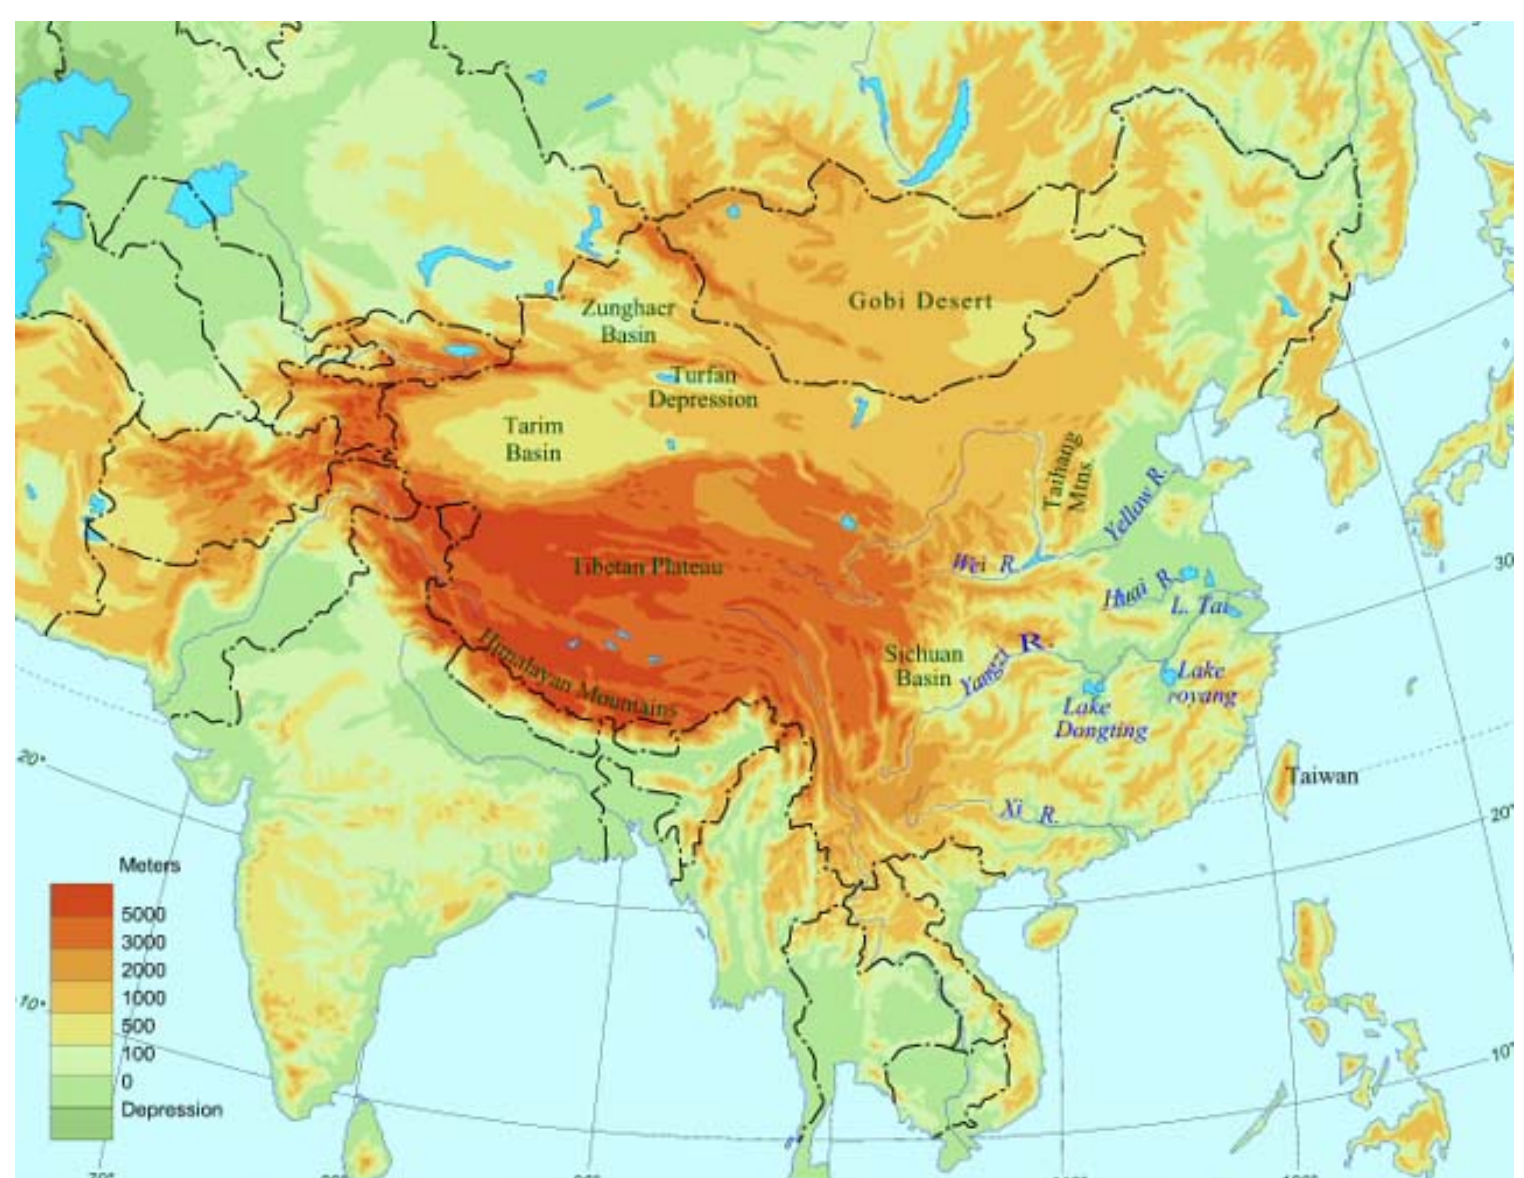 Gobi Desert
Zunghaer
Basin
Turfan
Depression
Tarim
Basin
Taihang
Mtns.
Yellow R.
Wei R.
Tibetan Plateau
Huai R.
L. Tai
30
Himalayan Mountains
Sichuan
Basin
Yangzi R.
Lake
oyang
Lake
Dongting
20°
Taiwan
Xi R.
20°
Meters
5000
3000
2000
1000
500
100
0
Depression
10°
10°